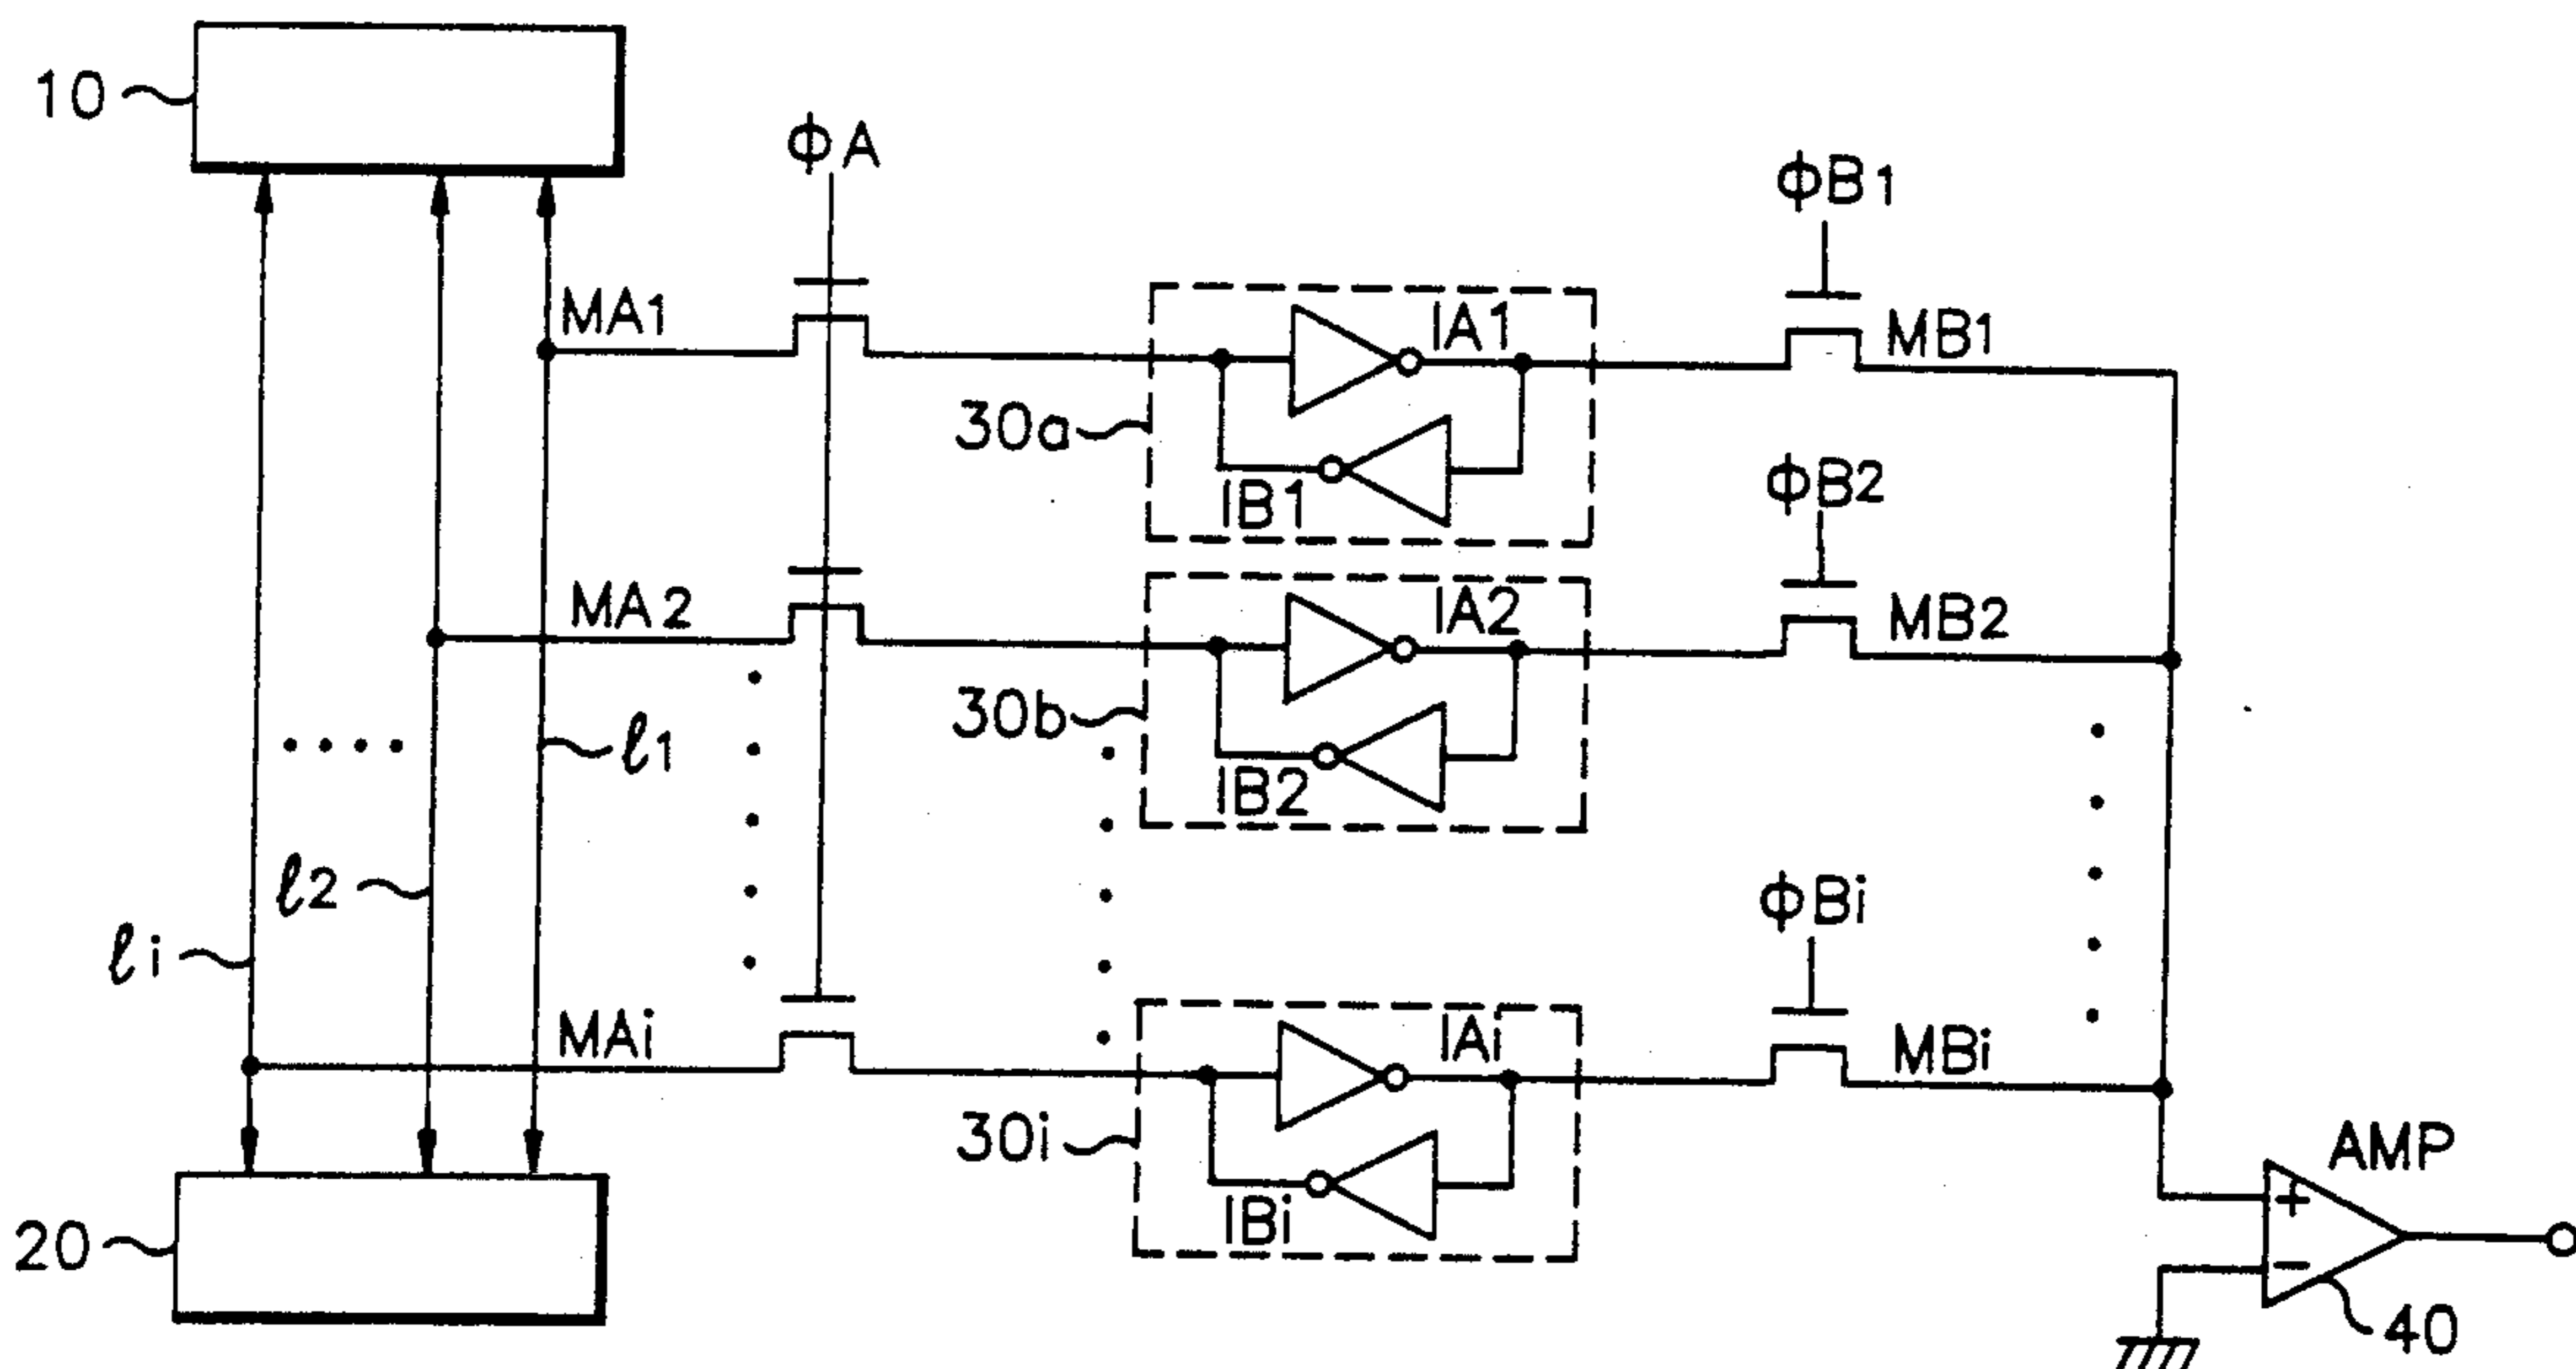 10
ΦA
ΦB1
MA1
IA1
MB1
30a
IB1
ΦB2
MA2
IA2
MB2
30b
IB2
ℓ1
ℓ2
ΦBi
ℓi
MAi
IAi
MBi
30i
IBi
AMP
+
−
20
40